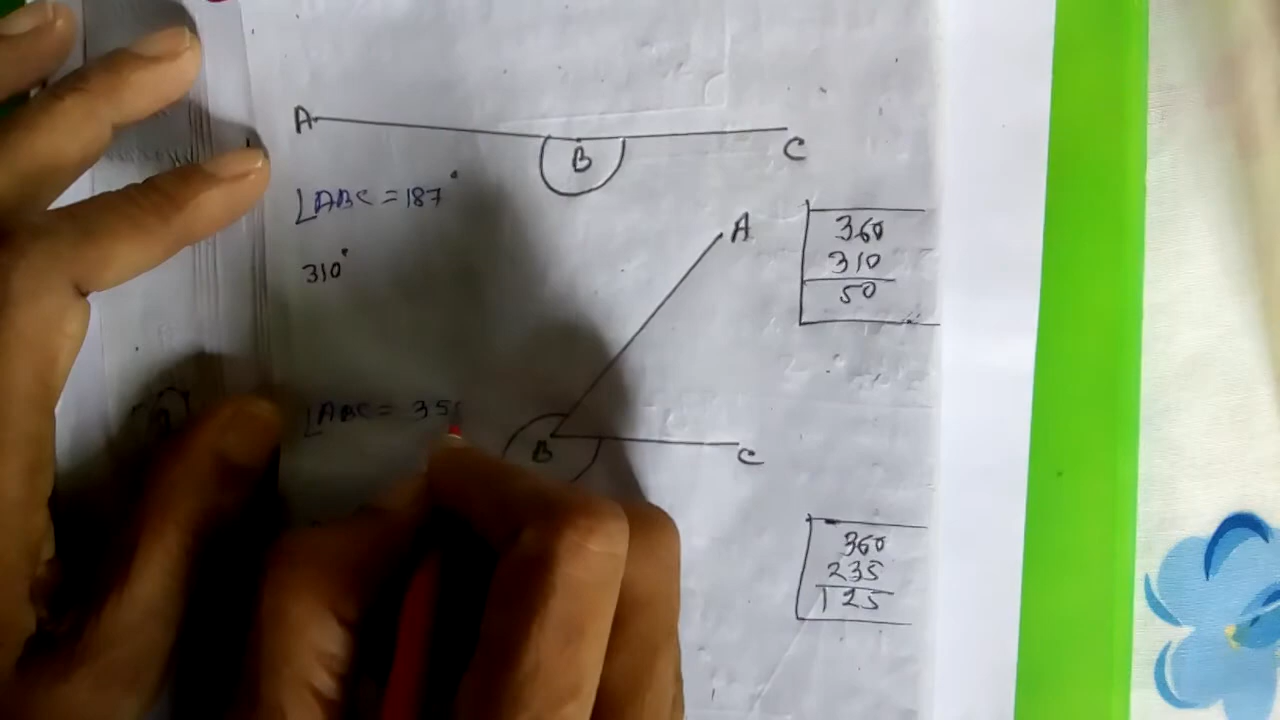 A
B
C
∠ABC = 187°
A
360
310
50
310°
∠ABC = 35
B
C
360
235
125